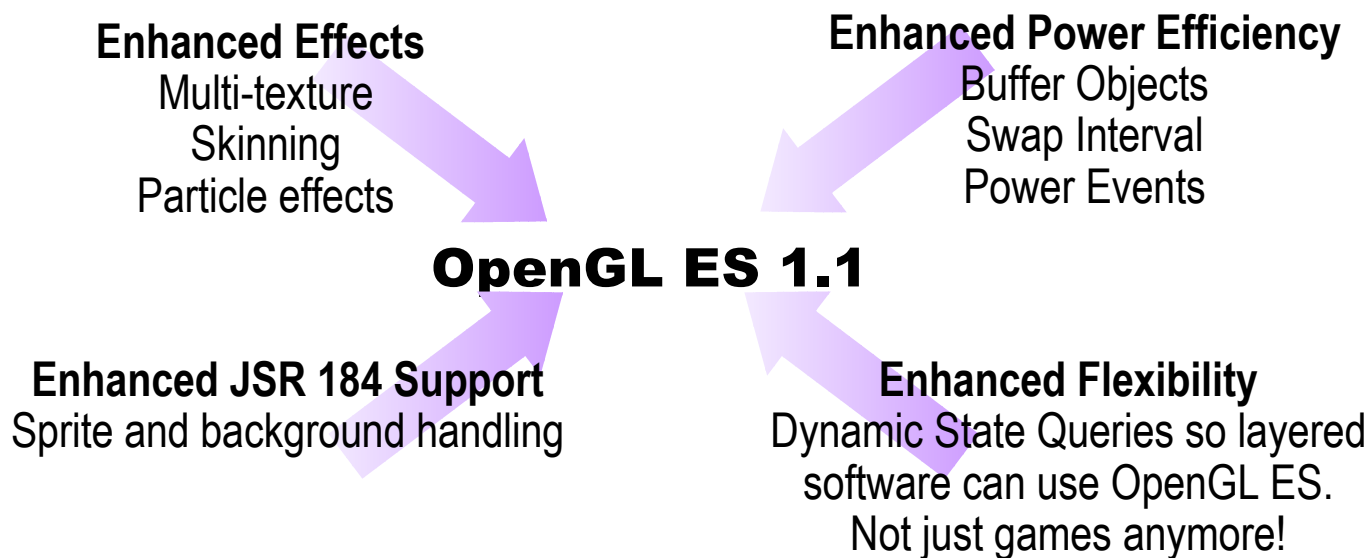 Enhanced Effects
Multi-texture
Skinning
Particle effects
Enhanced Power Efficiency
Buffer Objects
Swap Interval
Power Events
OpenGL ES 1.1
Enhanced JSR 184 Support
Sprite and background handling
Enhanced Flexibility
Dynamic State Queries so layered
software can use OpenGL ES.
Not just games anymore!